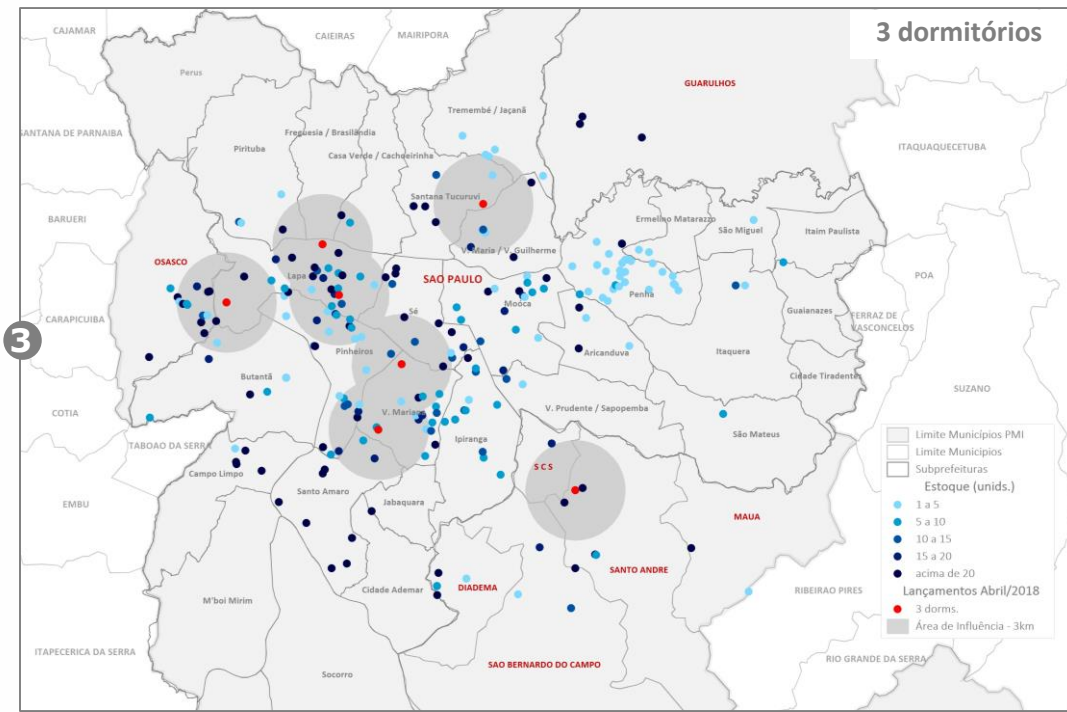 3 dormitórios
CAJAMAR
CAIEIRAS
MAIRIPORA
Perus
GUARULHOS
Tremembé / Jaçanã
SANTANA DE PARNAIBA
Freguesia / Brasilândia
Pirituba
Casa Verde / Cachoeirinha
ITAQUAQUECETUBA
Santana Tucuruvi
BARUERI
Ermelino Matarazzo
São Miguel
Itaim Paulista
V. Maria / V. Guilherme
OSASCO
Lapa
SAO PAULO
POA
Penha
Moóca
Sé
Guaianazes
FERRAZ DE
VASCONCELOS
CARAPICUIBA
3
Pinheiros
Aricanduva
Itaquera
Butantã
Cidade Tiradentes
SUZANO
COTIA
V. Mariana
V. Prudente / Sapopemba
TABOAO DA SERRA
São Mateus
Ipiranga
Campo Limpo
S C S
Santo Amaro
EMBU
Jabaquara
MAUA
SANTO ANDRE
DIADEMA
Cidade Ademar
RIBEIRAO PIRES
M'boi Mirim
ITAPECERICA DA SERRA
RIO GRANDE DA SERRA
SAO BERNARDO DO CAMPO
Socorro
Limite Municípios PMI
Limite Municípios
Subprefeituras
Estoque (unids.)
1 a 5
5 a 10
10 a 15
15 a 20
acima de 20
Lançamentos Abril/2018
3 dorms.
Área de Influência - 3km